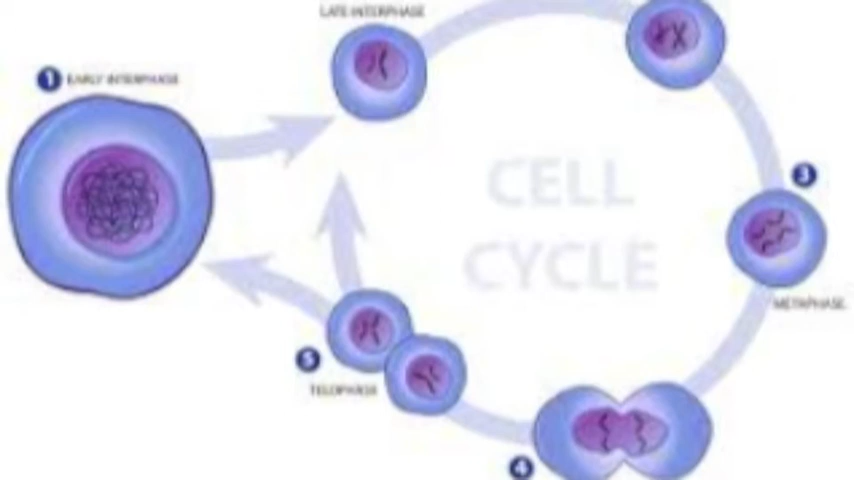 LATE INTERPHASE
1 EARLY INTERPHASE
CELL
CYCLE
3
METAPHASE
5
TELOPHASE
4